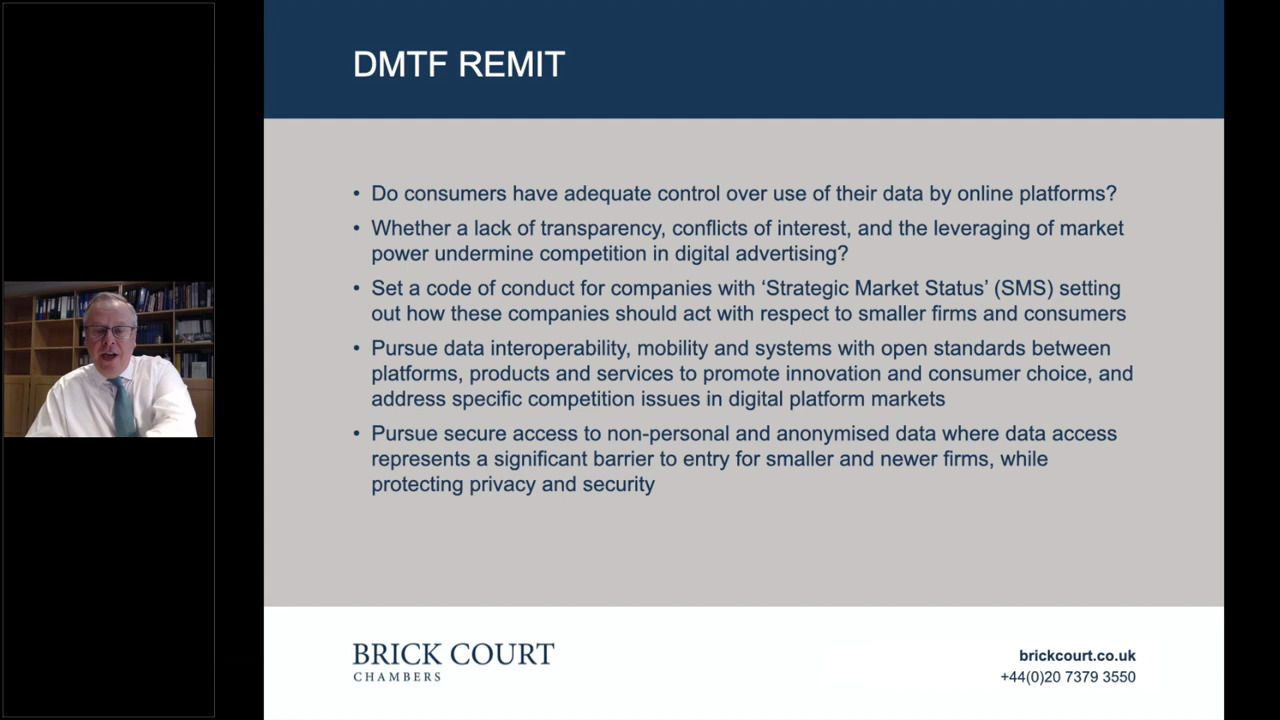 DMTF REMIT
• Do consumers have adequate control over use of their data by online platforms?
• Whether a lack of transparency, conflicts of interest, and the leveraging of market
power undermine competition in digital advertising?
• Set a code of conduct for companies with ‘Strategic Market Status’ (SMS) setting
out how these companies should act with respect to smaller firms and consumers
• Pursue data interoperability, mobility and systems with open standards between
platforms, products and services to promote innovation and consumer choice, and
address specific competition issues in digital platform markets
• Pursue secure access to non-personal and anonymised data where data access
represents a significant barrier to entry for smaller and newer firms, while
protecting privacy and security
BRICK COURT
CHAMBERS
brickcourt.co.uk
+44(0)20 7379 3550